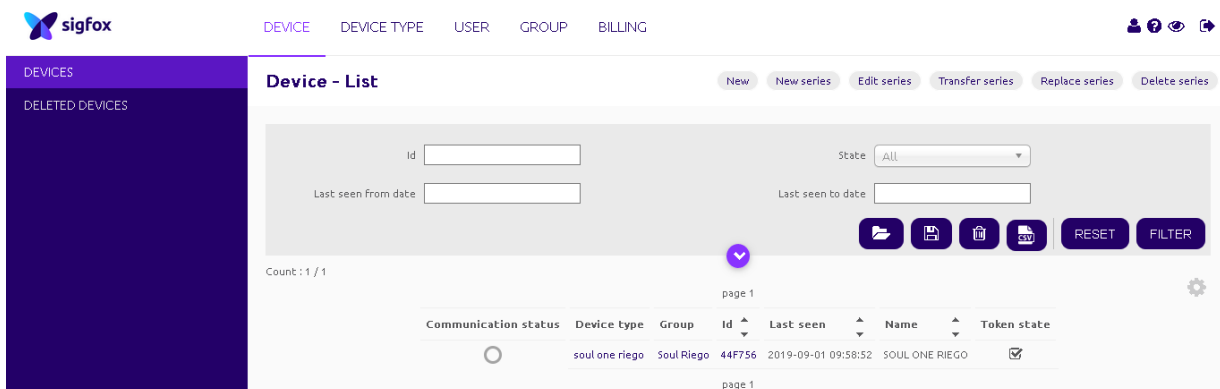 sigfox
DEVICE DEVICE TYPE USER GROUP BILLING
DEVICES
DELETED DEVICES
Device - List
New New series Edit series Transfer series Replace series Delete series
Id State All
Last seen from date Last seen to date
CSV RESET FILTER
Count : 1 / 1
page 1
Communication status Device type Group Id Last seen Name Token state
soul one riego Soul Riego 44F756 2019-09-01 09:58:52 SOUL ONE RIEGO
page 1